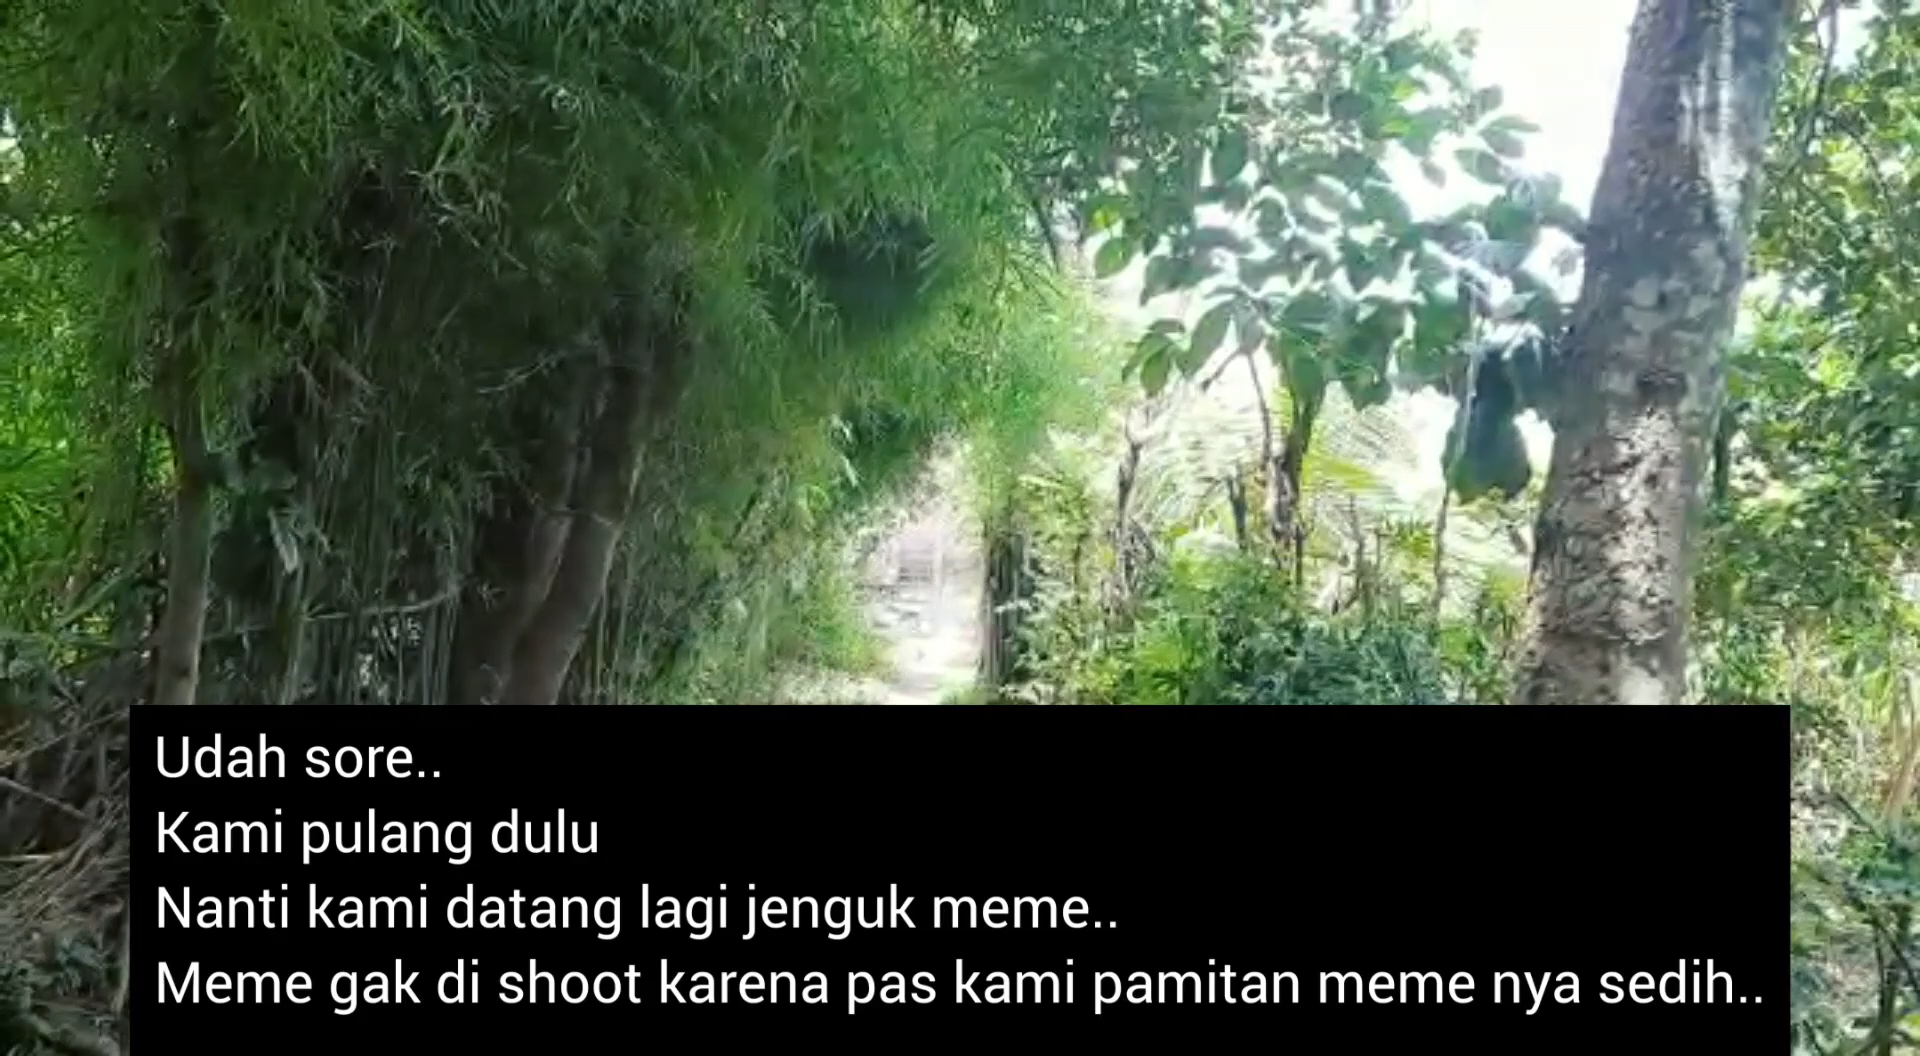 Udah sore..
Kami pulang dulu
Nanti kami datang lagi jenguk meme..
Meme gak di shoot karena pas kami pamitan meme nya sedih..